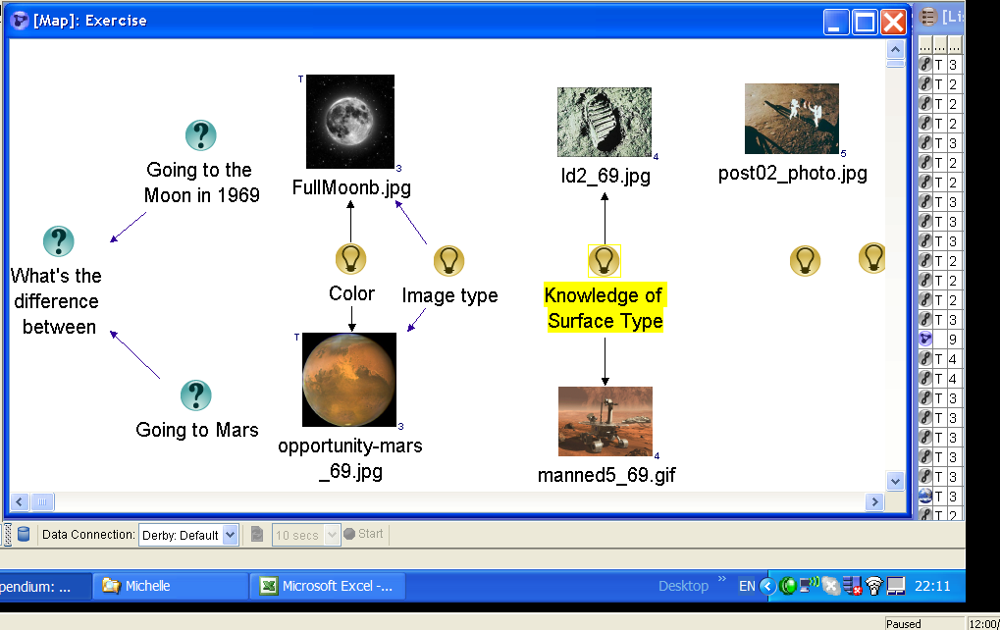 [Map]: Exercise
T
3
FullMoonb.jpg
4
ld2_69.jpg
5
post02_photo.jpg
Going to the
Moon in 1969
What's the
difference
between
Going to Mars
Color
Image type
Knowledge of
Surface Type
T
3
opportunity-mars
_69.jpg
4
manned5_69.gif
... ... ...
T 3
T 2
T 2
T 2
T 3
T 2
T 2
T 3
T 3
T 3
T 2
T 2
T 2
T 3
9
T 4
T 4
T 3
T 3
T 3
T 3
T 3
T 3
T 2
Data Connection: Derby: Default
10 secs
Start
pendium: ...
Michelle
Microsoft Excel -...
Desktop
»
EN
22:11
Paused
12:00/